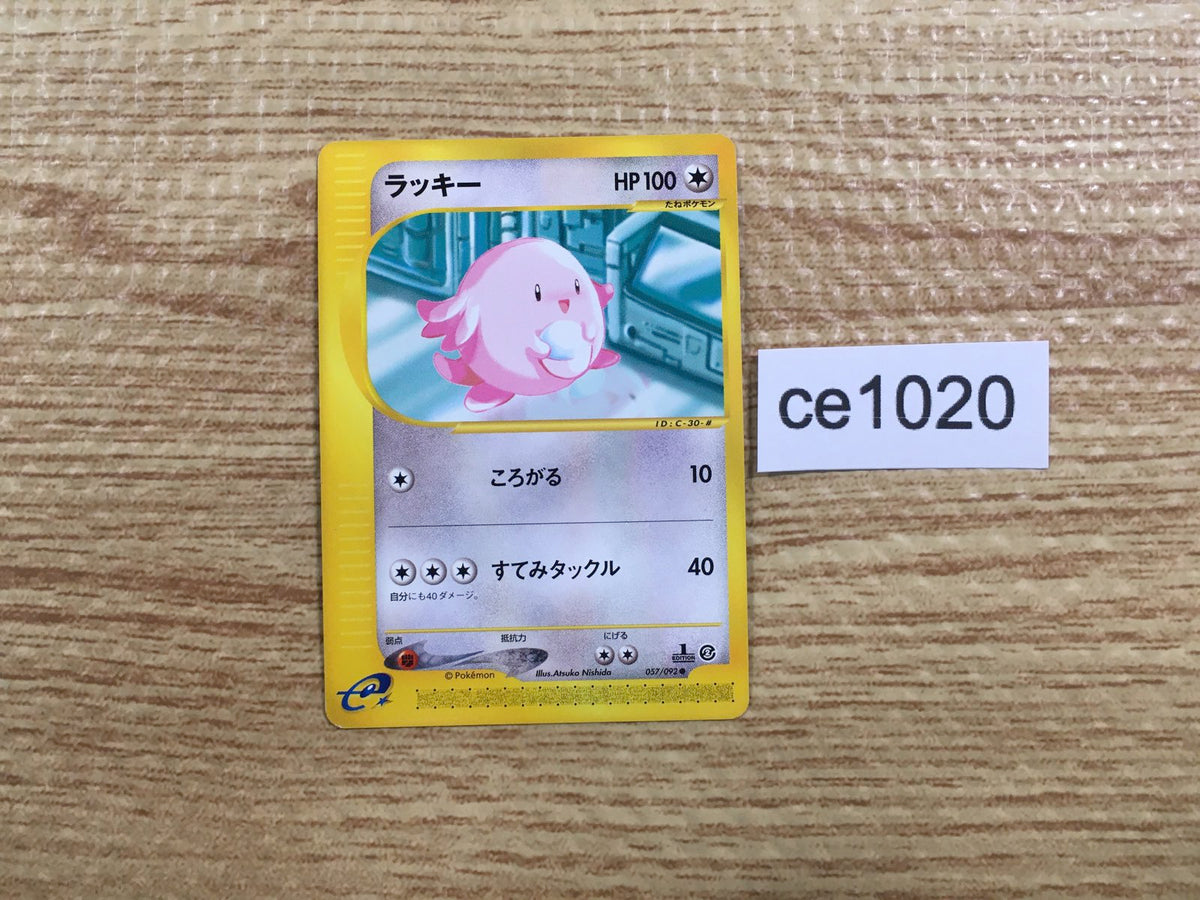 ラッキー HP100
たねポケモン
ID:C-30-#
ころがる 10
すてみタックル 40
自分にも40ダメージ。
弱点 抵抗力 にげる
1
EDITION
©Pokémon Illus.Atsuko Nishida 057/092●
e
ce1020